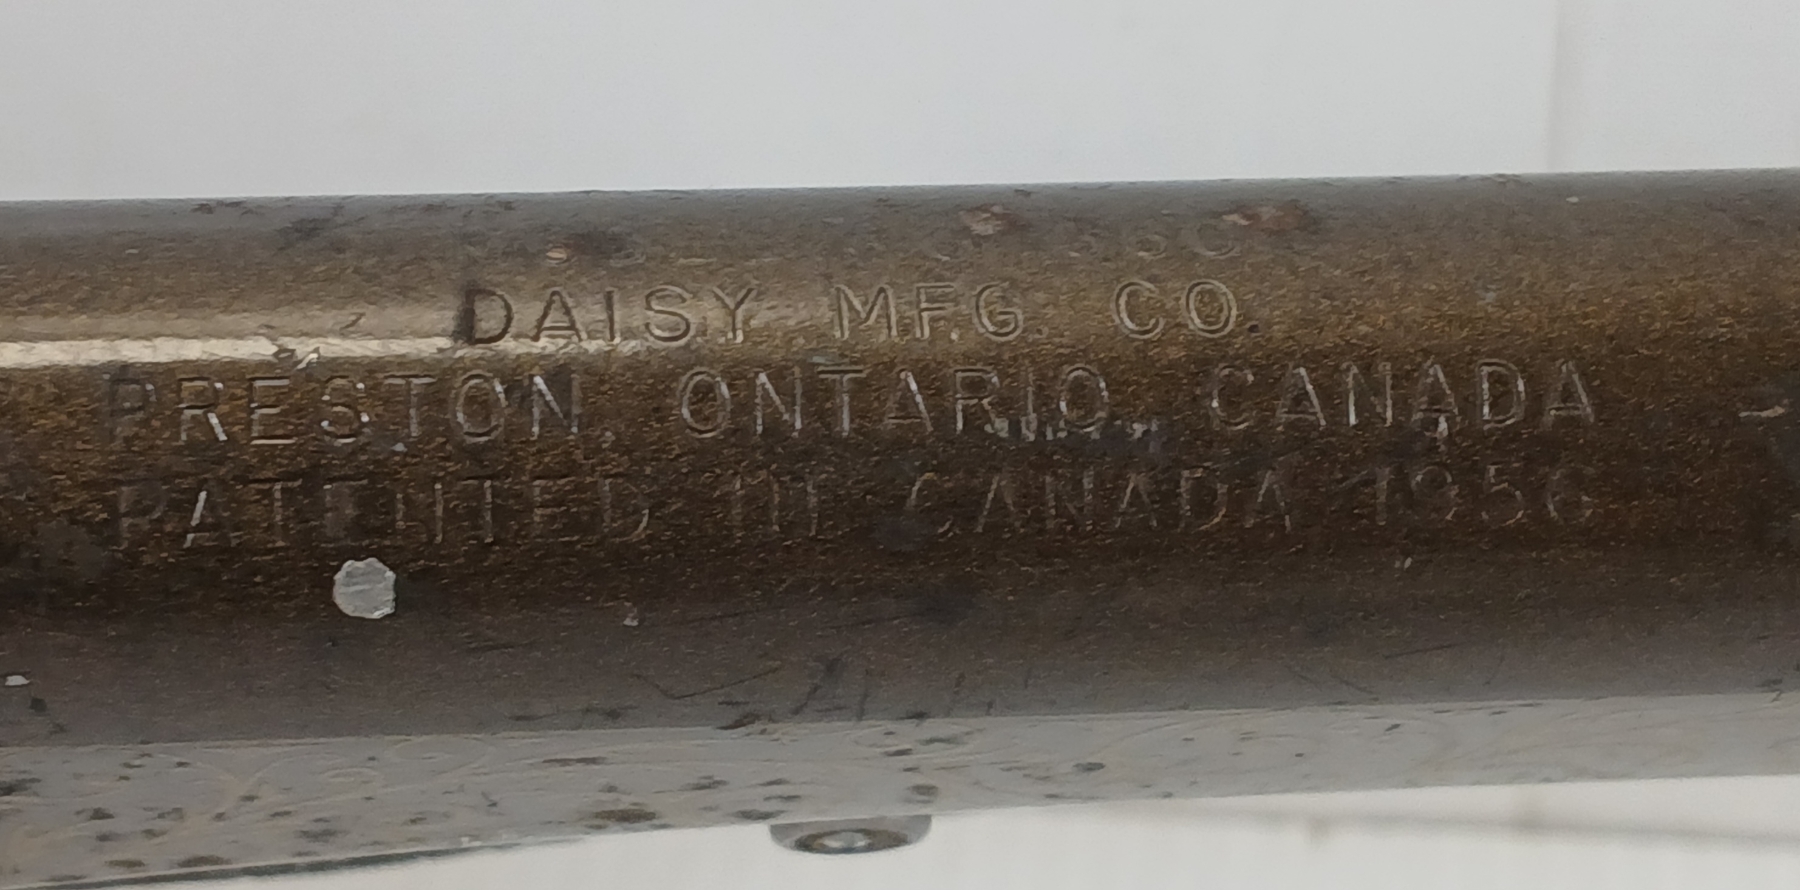 DAISY MFG. CO.
PRESTON, ONTARIO, CANADA
PATENTED IN CANADA 1956